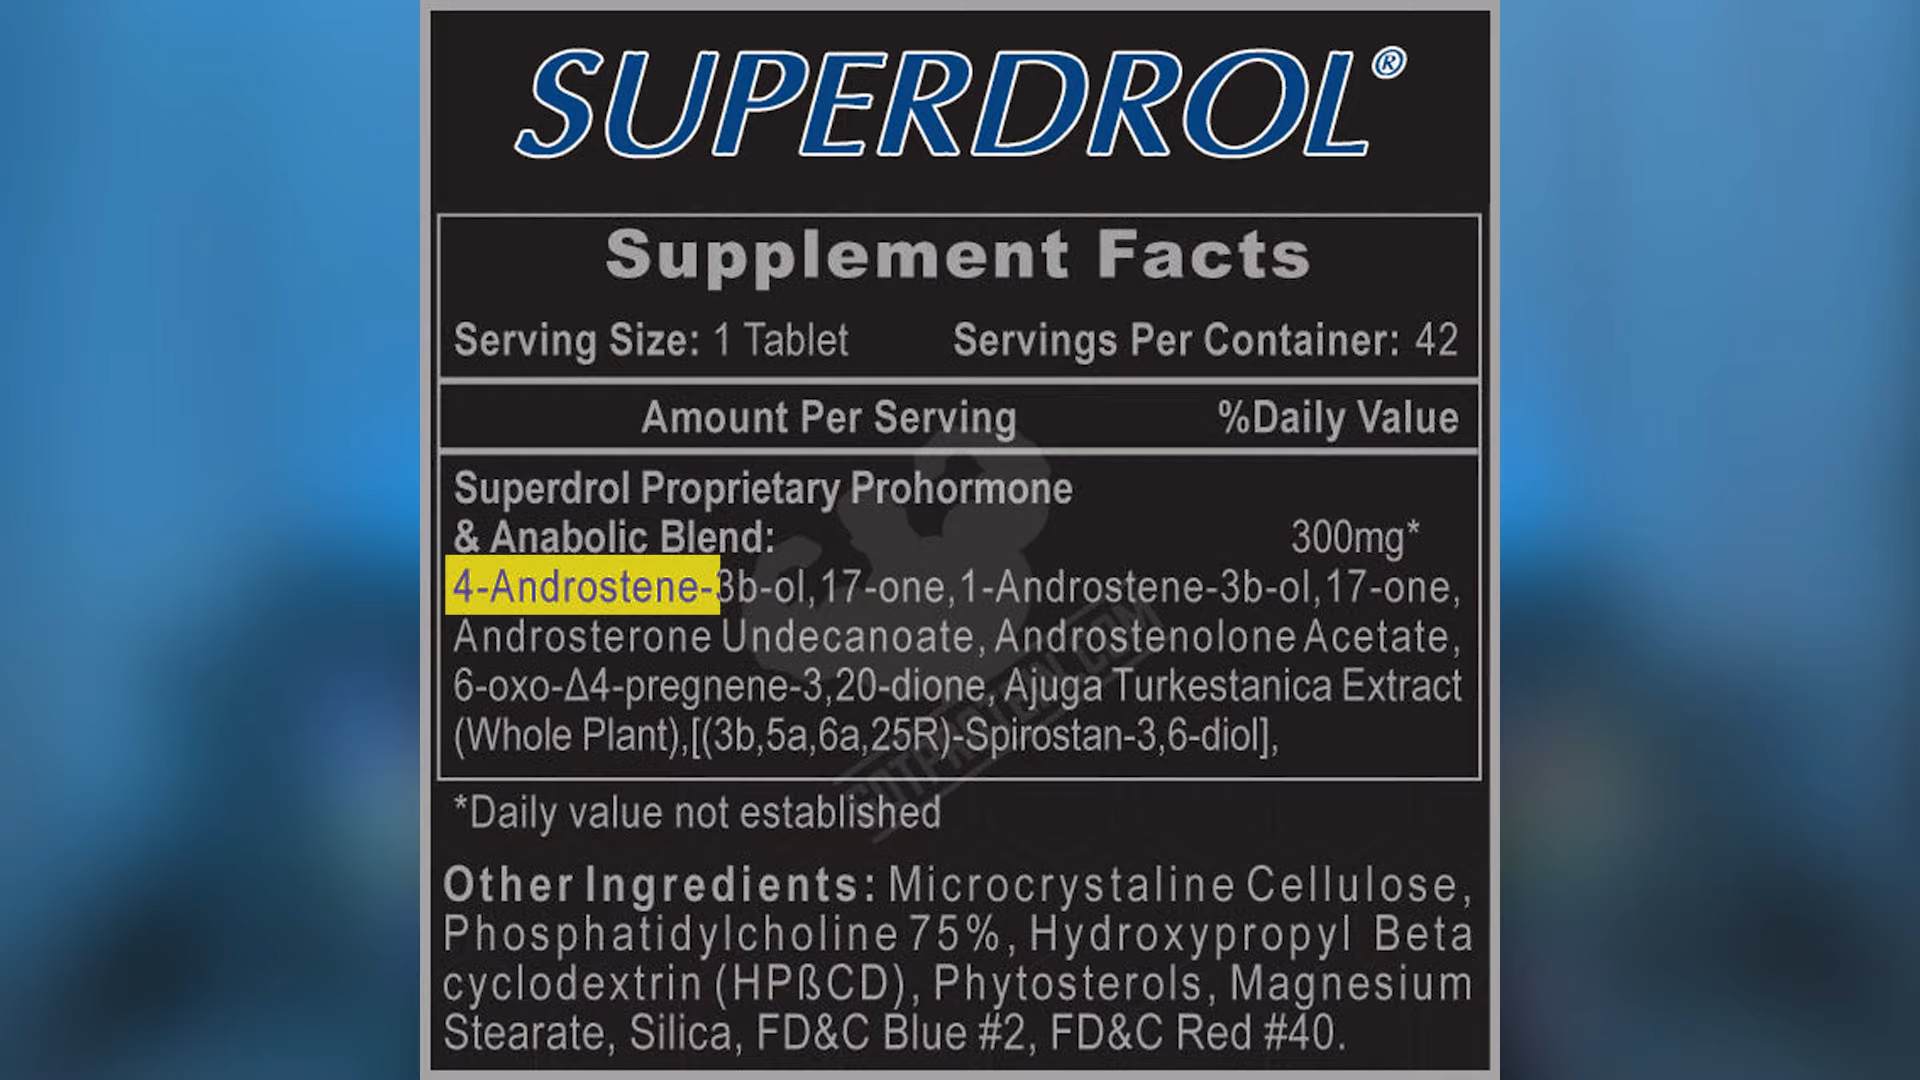 SUPERDROL®
Supplement Facts
Serving Size: 1 Tablet Servings Per Container: 42
Amount Per Serving %Daily Value
Superdrol Proprietary Prohormone
& Anabolic Blend: 300mg*
4-Androstene-3b-ol,17-one,1-Androstene-3b-ol,17-one,
Androsterone Undecanoate, Androstenolone Acetate,
6-oxo-Δ4-pregnene-3,20-dione, Ajuga Turkestanica Extract
(Whole Plant),[(3b,5a,6a,25R)-Spirostan-3,6-diol],
*Daily value not established
Other Ingredients: Microcrystaline Cellulose,
Phosphatidylcholine 75%, Hydroxypropyl Beta
cyclodextrin (HPßCD), Phytosterols, Magnesium
Stearate, Silica, FD&C Blue #2, FD&C Red #40.